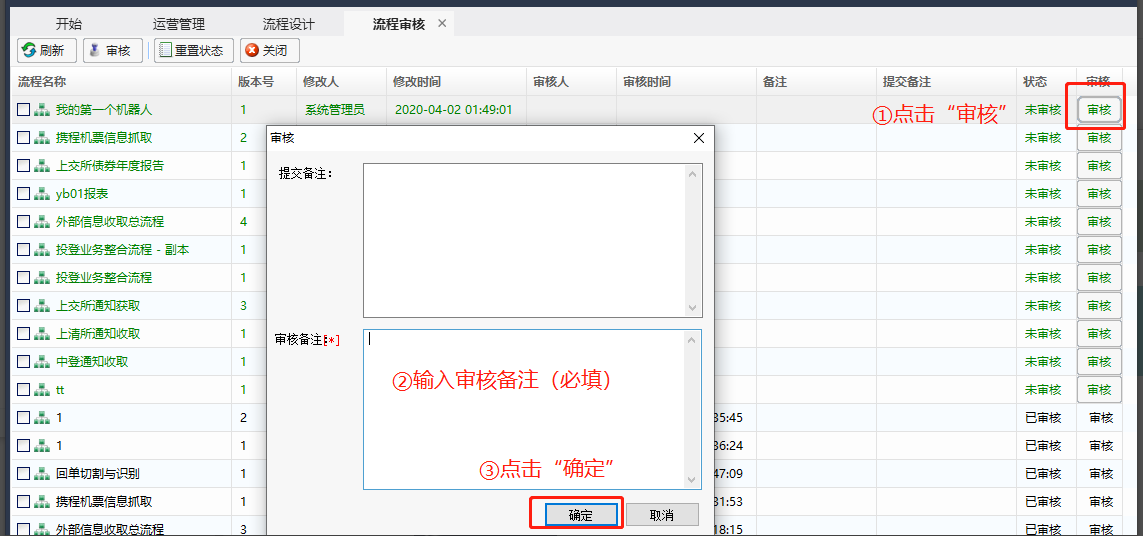 开始 运营管理 流程设计 流程审核
刷新 审核 重置状态 关闭
流程名称 版本号 修改人 修改时间 审核人 审核时间 备注 提交备注 状态 审核
我的第一个机器人 1 系统管理员 2020-04-02 01:49:01 未审核 审核
①点击“审核”
携程机票信息抓取 2 未审核 审核
上交所债券年度报告 1 未审核 审核
yb01报表 1 未审核 审核
外部信息收取总流程 4 未审核 审核
投登业务整合流程 - 副本 1 未审核 审核
投登业务整合流程 1 未审核 审核
上交所通知获取 3 未审核 审核
上清所通知收取 1 未审核 审核
中登通知收取 1 未审核 审核
tt 1 未审核 审核
1 2 35:45 已审核 审核
1 1 36:24 已审核 审核
回单切割与识别 1 47:09 已审核 审核
携程机票信息抓取 1 31:53 已审核 审核
外部信息收取总流程 3 18:15 已审核 审核
审核
提交备注：
审核备注[*]
②输入审核备注（必填）
③点击“确定”
确定 取消